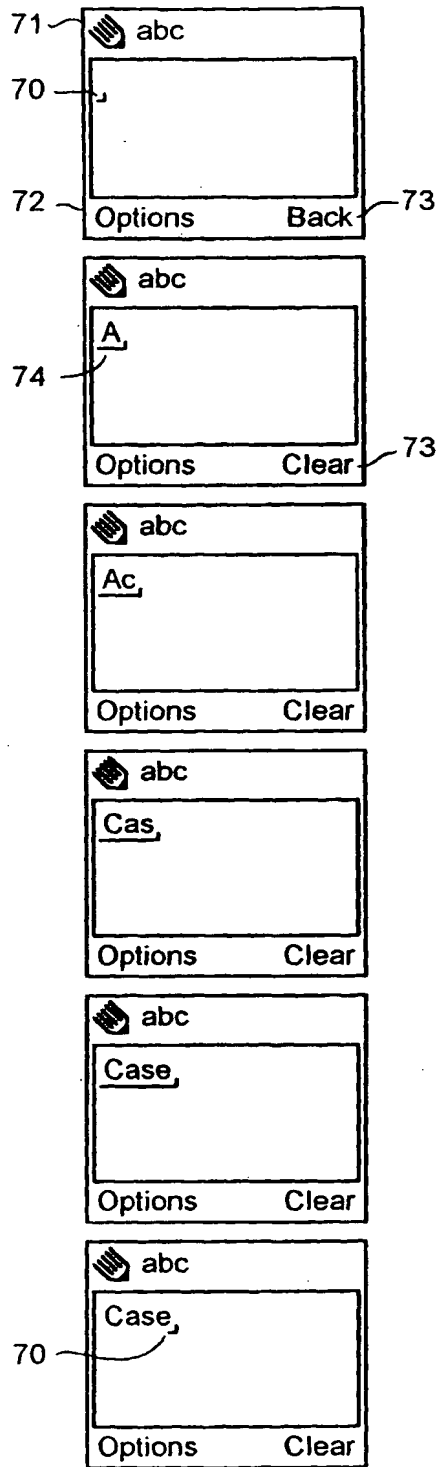 71
abc
70
72
73
Options Back
abc
A
74
73
Options Clear
abc
Ac
Options Clear
abc
Cas
Options Clear
abc
Case
Options Clear
abc
Case
70
Options Clear